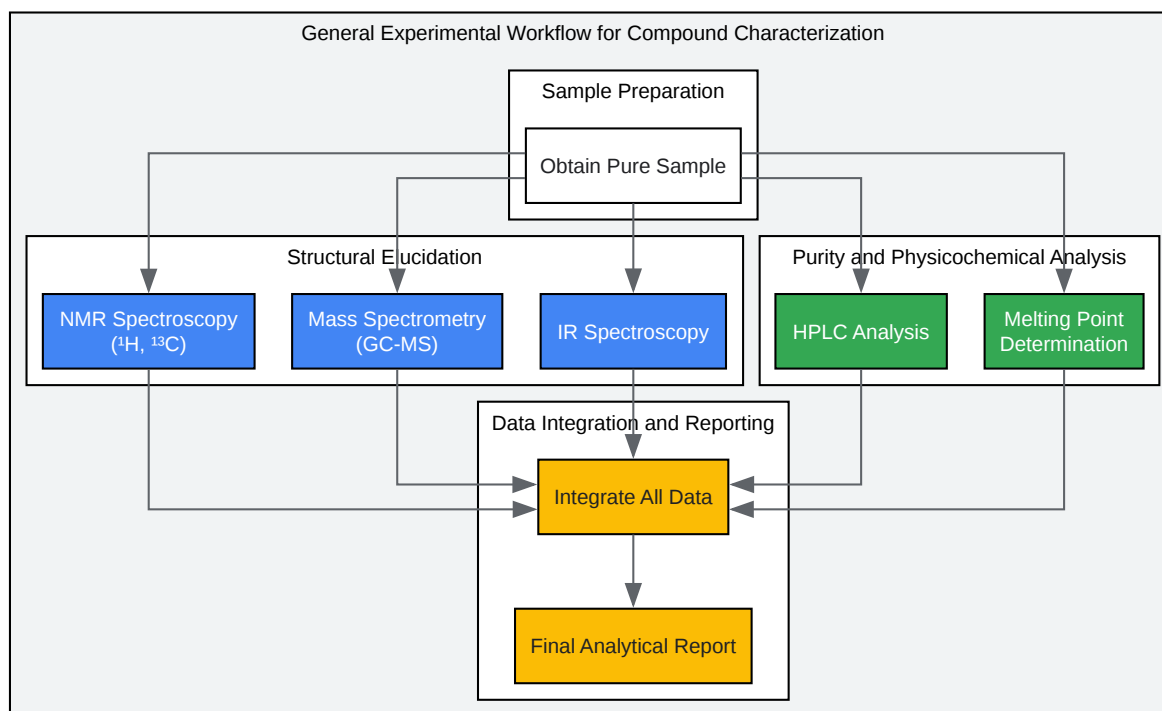 General Experimental Workflow for Compound Characterization
Sample Preparation
Obtain Pure Sample
Structural Elucidation
Purity and Physicochemical Analysis
NMR Spectroscopy
(¹H, ¹³C)
Mass Spectrometry
(GC-MS)
IR Spectroscopy
HPLC Analysis
Melting Point
Determination
Data Integration and Reporting
Integrate All Data
Final Analytical Report